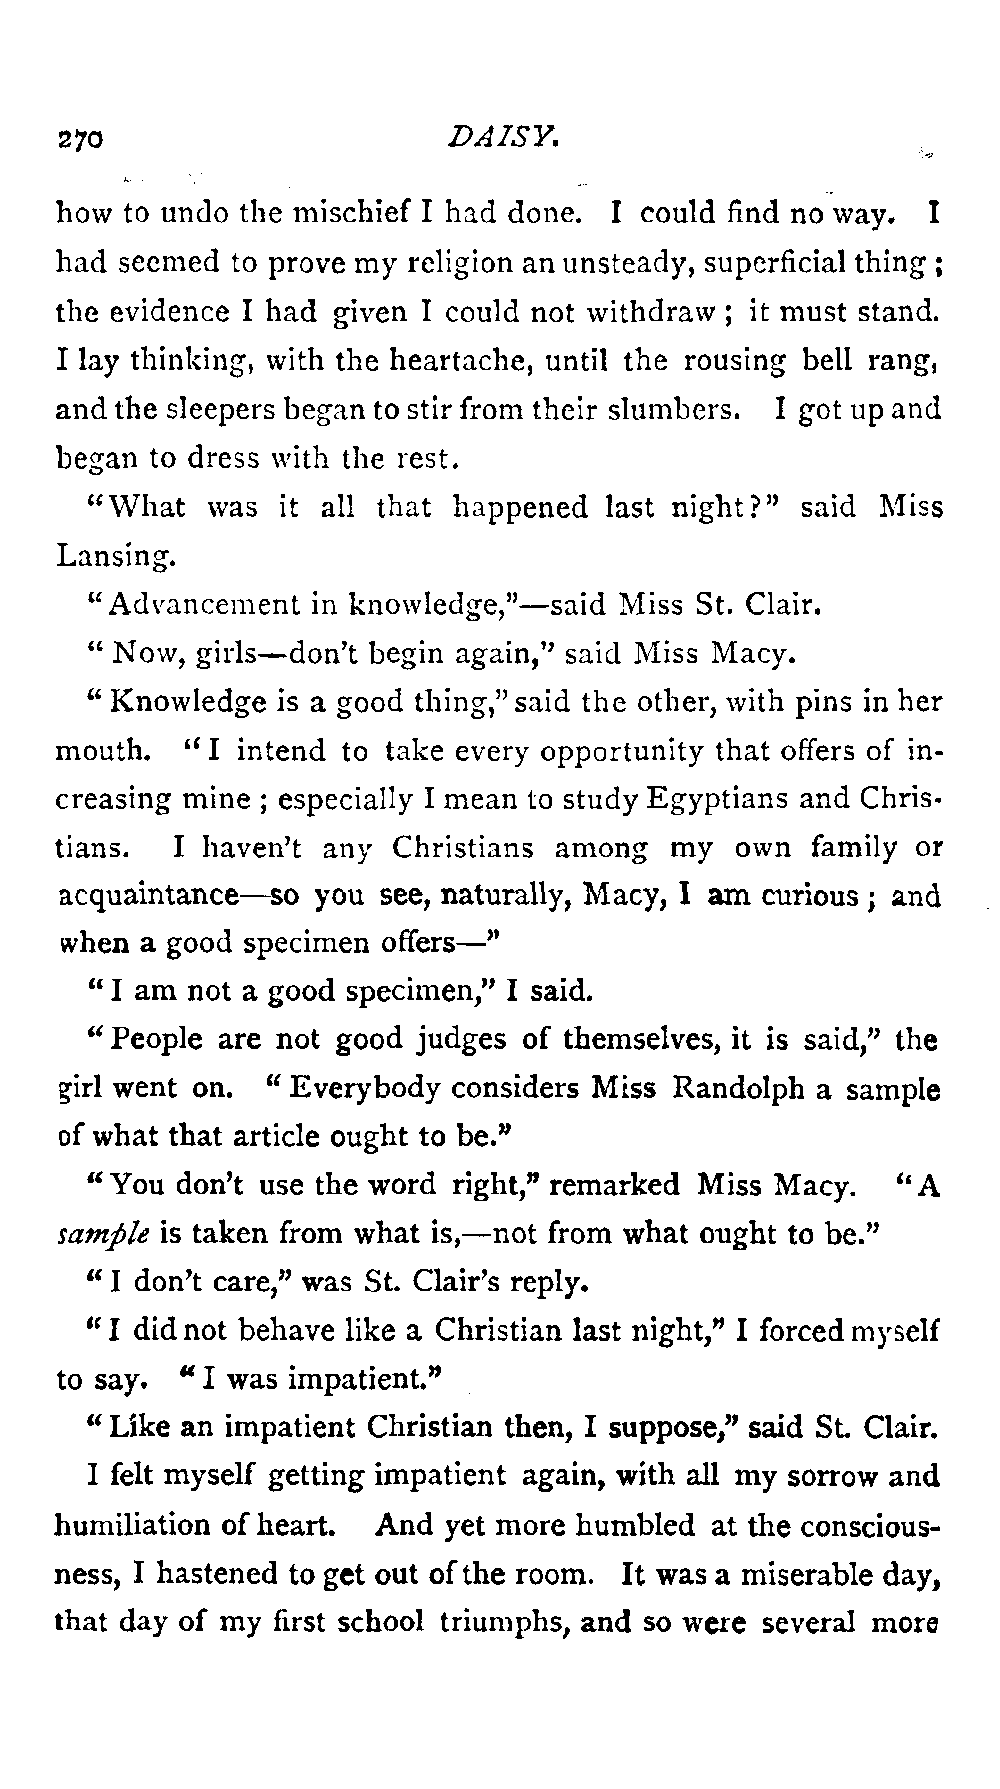 270 DAISY.
how to undo the mischief I had done. I could find no way. I
had seemed to prove my religion an unsteady, superficial thing ;
the evidence I had given I could not withdraw ; it must stand.
I lay thinking, with the heartache, until the rousing bell rang,
and the sleepers began to stir from their slumbers. I got up and
began to dress with the rest.
"What was it all that happened last night?" said Miss
Lansing.
"Advancement in knowledge,"—said Miss St. Clair.
"Now, girls—don't begin again," said Miss Macy.
"Knowledge is a good thing," said the other, with pins in her
mouth. "I intend to take every opportunity that offers of in-
creasing mine ; especially I mean to study Egyptians and Chris-
tians. I haven't any Christians among my own family or
acquaintance—so you see, naturally, Macy, I am curious ; and
when a good specimen offers—"
"I am not a good specimen," I said.
"People are not good judges of themselves, it is said," the
girl went on. "Everybody considers Miss Randolph a sample
of what that article ought to be."
"You don't use the word right," remarked Miss Macy. "A
sample is taken from what is,—not from what ought to be."
"I don't care," was St. Clair's reply.
"I did not behave like a Christian last night," I forced myself
to say. "I was impatient."
"Like an impatient Christian then, I suppose," said St. Clair.
I felt myself getting impatient again, with all my sorrow and
humiliation of heart. And yet more humbled at the conscious-
ness, I hastened to get out of the room. It was a miserable day,
that day of my first school triumphs, and so were several more